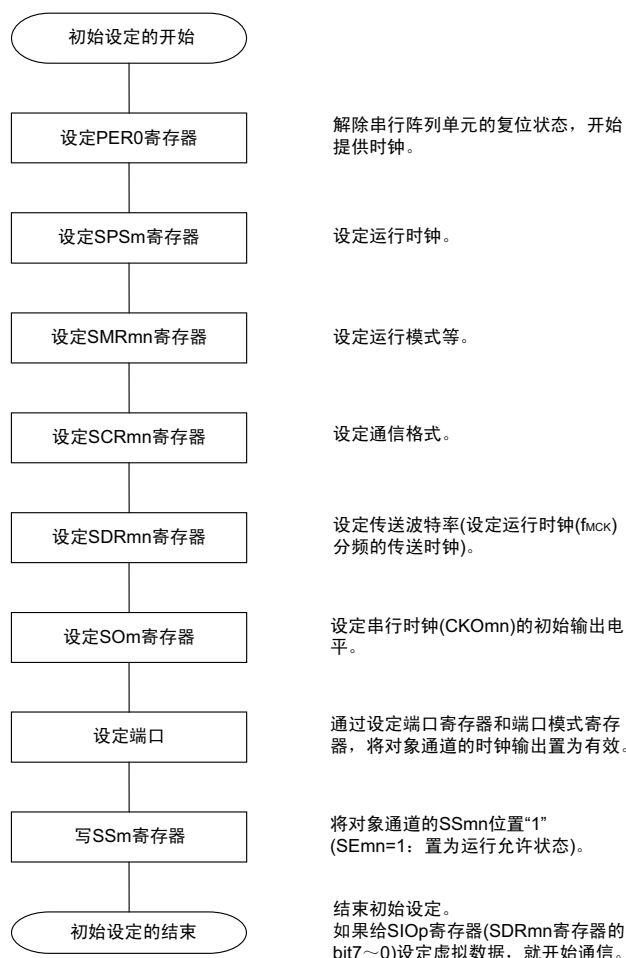 初始设定的开始
设定PER0寄存器
解除串行阵列单元的复位状态，开始
提供时钟。
设定SPSm寄存器
设定运行时钟。
设定SMRmn寄存器
设定运行模式等。
设定SCRmn寄存器
设定通信格式。
设定SDRmn寄存器
设定传送波特率(设定运行时钟(fMCK)
分频的传送时钟)。
设定SOm寄存器
设定串行时钟(CKOmn)的初始输出电
平。
设定端口
通过设定端口寄存器和端口模式寄存
器，将对象通道的时钟输出置为有效。
写SSm寄存器
将对象通道的SSmn位置“1”
(SEmn=1：置为运行允许状态)。
初始设定的结束
结束初始设定。
如果给SIOp寄存器(SDRmn寄存器的
bit7～0)设定虚拟数据，就开始通信。